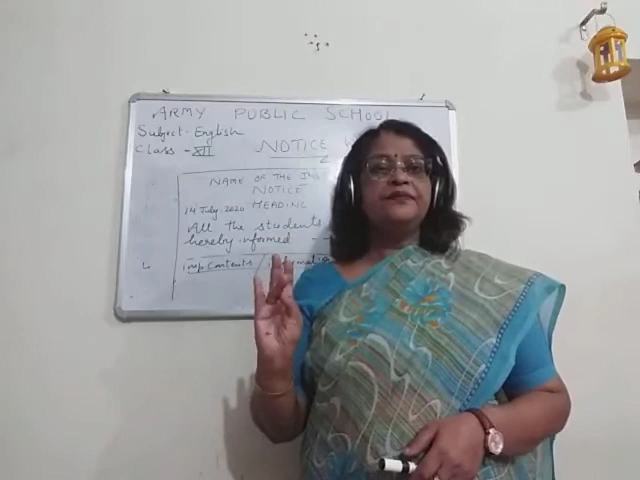 ARMY PUBLIC SCHOOL
Subject- English
Class - XII
NOTICE
NAME OF THE
NOTICE
14 July 2020 HEADING
All the students
hereby informed
imp contents